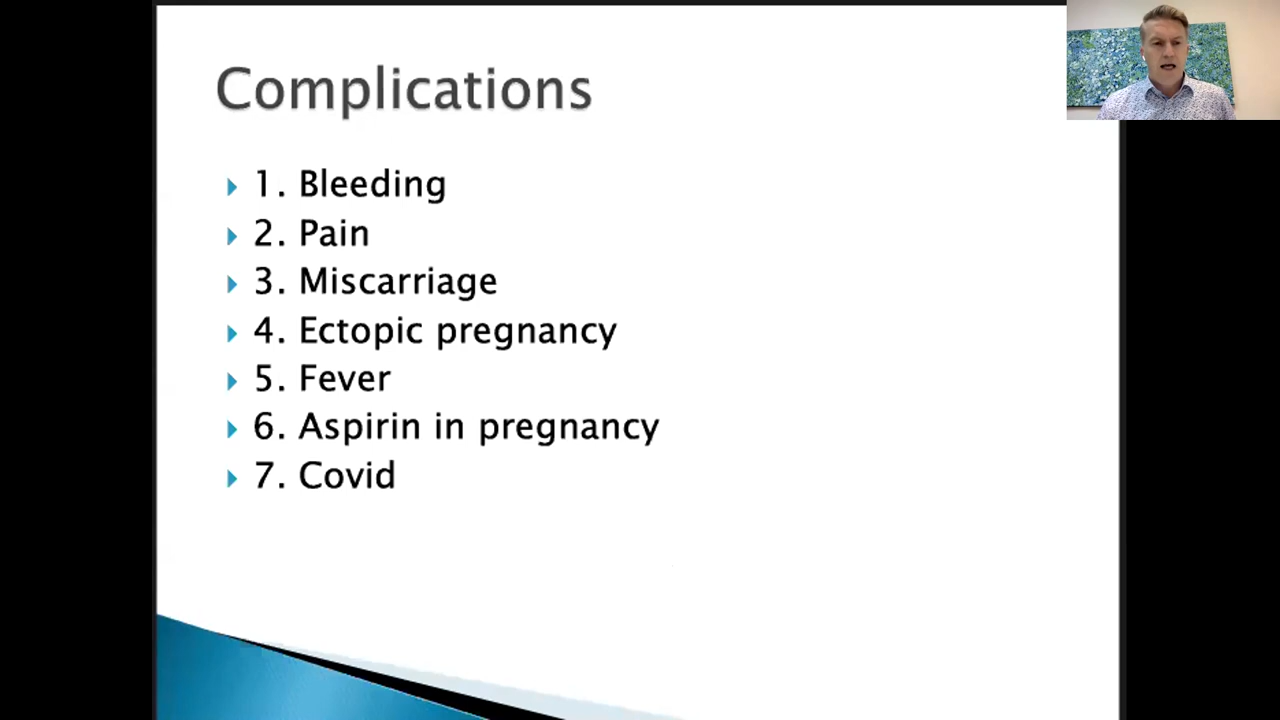 Complications
1. Bleeding
2. Pain
3. Miscarriage
4. Ectopic pregnancy
5. Fever
6. Aspirin in pregnancy
7. Covid